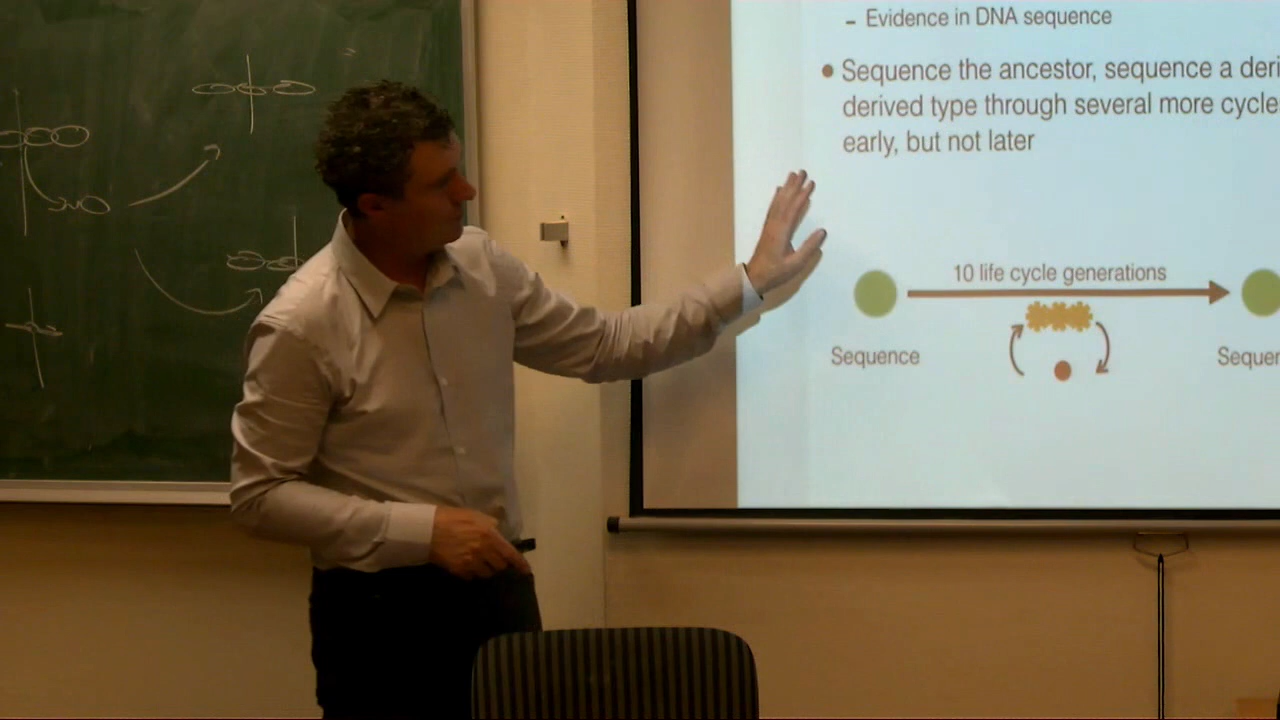 – Evidence in DNA sequence
• Sequence the ancestor, sequence a deri
derived type through several more cycle
early, but not later
10 life cycle generations
Sequence
Sequen